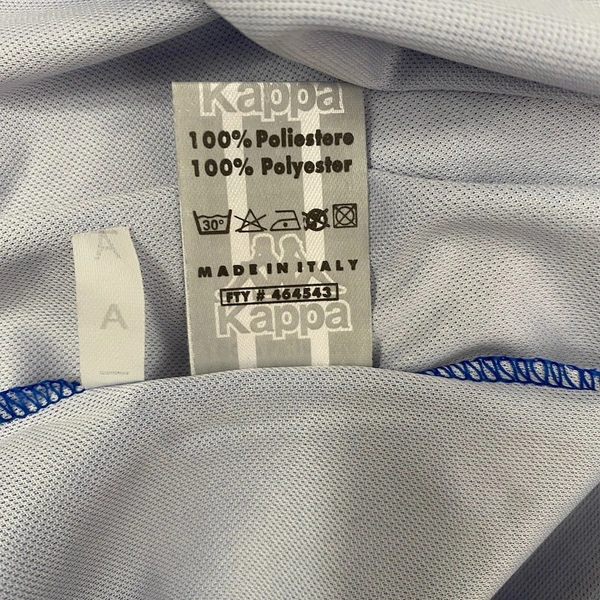 Kappa
100% Poliestere
100% Polyester
30°
MADE IN ITALY
FTY # 464543
Kappa
A
A